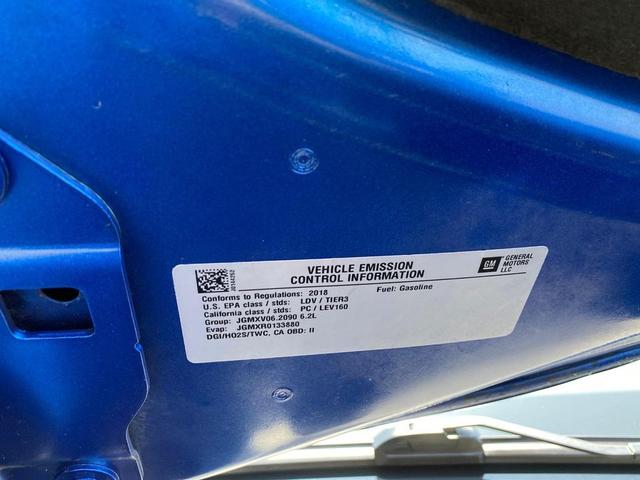 VEHICLE EMISSION
CONTROL INFORMATION
GM GENERAL
MOTORS
LLC
Conforms to Regulations: 2018 Fuel: Gasoline
U.S. EPA class / stds: LDV / TIER3
California class / stds: PC / LEV160
Group: JGMXV06.2090 6.2L
Evap: JGMXR0133880
DGI/HO2S/TWC, CA OBD: II